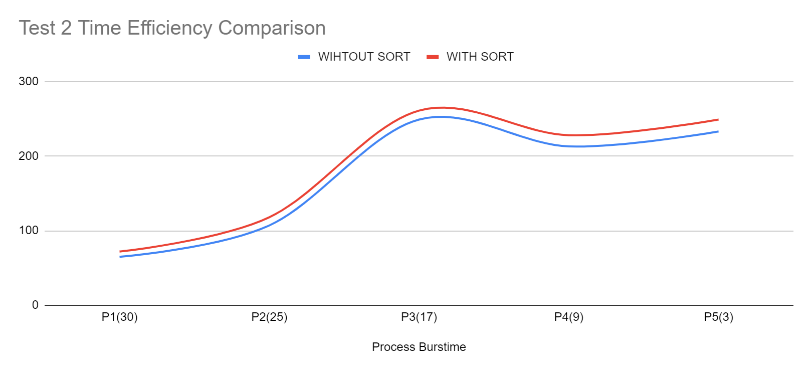 Test 2 Time Efficiency Comparison
WIHTOUT SORT WITH SORT
300
200
100
0
P1(30) P2(25) P3(17) P4(9) P5(3)
Process Burstime